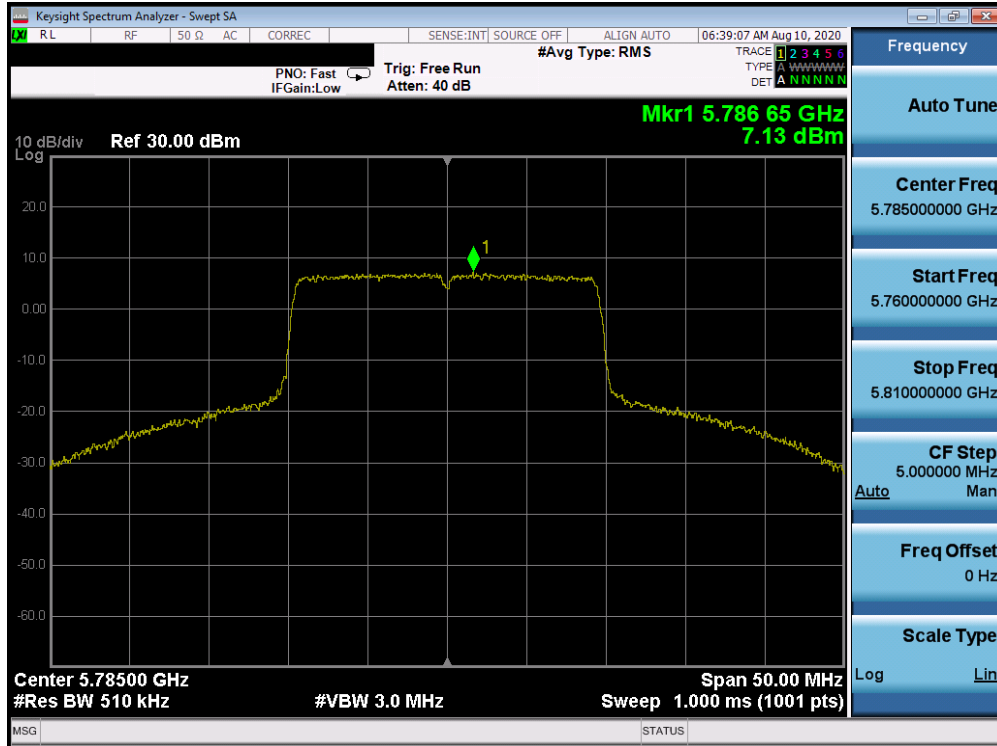 Keysight Spectrum Analyzer - Swept SA
LXI RL RF 50 Ω AC CORREC SENSE:INT SOURCE OFF ALIGN AUTO 06:39:07 AM Aug 10, 2020
#Avg Type: RMS
TRACE 1 2 3 4 5 6
PNO: Fast Trig: Free Run TYPE A WWWWW
IFGain:Low Atten: 40 dB DET A N N N N N
Mkr1 5.786 65 GHz
7.13 dBm
10 dB/div Ref 30.00 dBm
Log
20.0
10.0
1
0.00
-10.0
-20.0
-30.0
-40.0
-50.0
-60.0
Center 5.78500 GHz Span 50.00 MHz
#Res BW 510 kHz #VBW 3.0 MHz Sweep 1.000 ms (1001 pts)
MSG STATUS
Frequency
Auto Tune
Center Freq
5.785000000 GHz
Start Freq
5.760000000 GHz
Stop Freq
5.810000000 GHz
CF Step
5.000000 MHz
Auto Man
Freq Offset
0 Hz
Scale Type
Log Lin